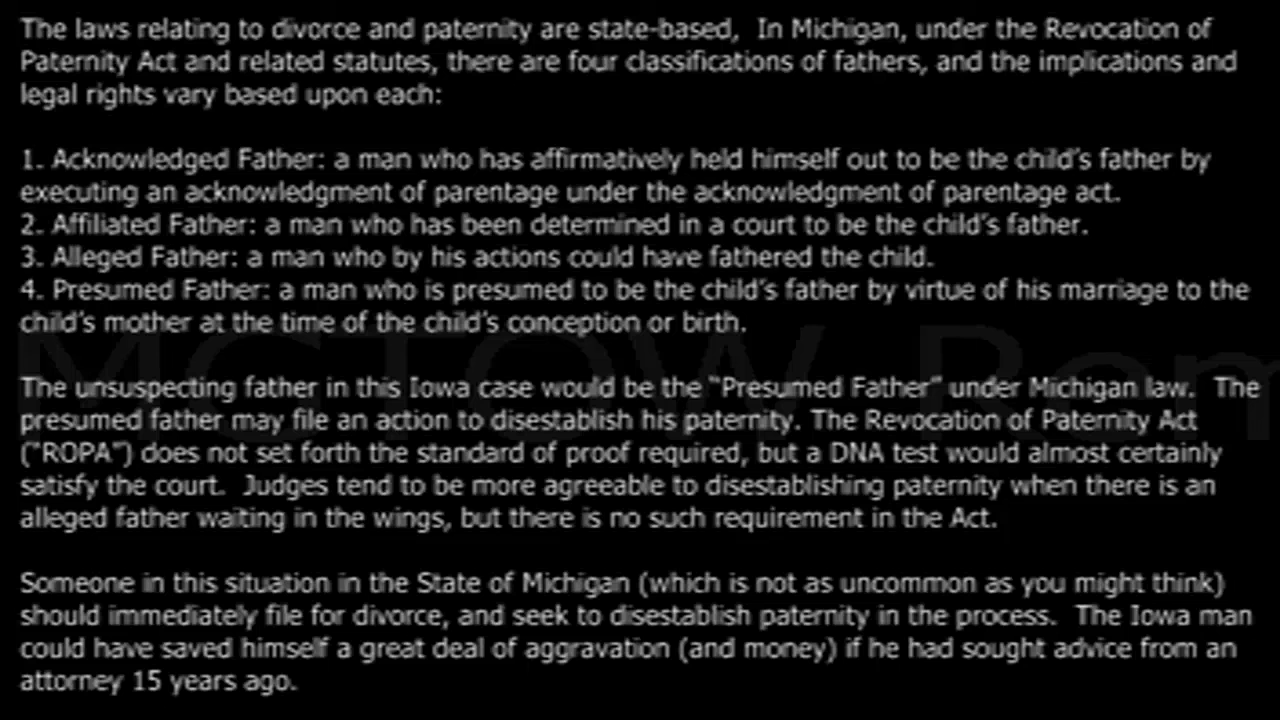 The laws relating to divorce and paternity are state-based,  In Michigan, under the Revocation of
Paternity Act and related statutes, there are four classifications of fathers, and the implications and
legal rights vary based upon each:
1. Acknowledged Father: a man who has affirmatively held himself out to be the child's father by
executing an acknowledgment of parentage under the acknowledgment of parentage act.
2. Affiliated Father: a man who has been determined in a court to be the child's father.
3. Alleged Father: a man who by his actions could have fathered the child.
4. Presumed Father: a man who is presumed to be the child's father by virtue of his marriage to the
child's mother at the time of the child's conception or birth.
MGTOW Rem
The unsuspecting father in this Iowa case would be the "Presumed Father" under Michigan law.  The
presumed father may file an action to disestablish his paternity. The Revocation of Paternity Act
("ROPA") does not set forth the standard of proof required, but a DNA test would almost certainly
satisfy the court.  Judges tend to be more agreeable to disestablishing paternity when there is an
alleged father waiting in the wings, but there is no such requirement in the Act.
Someone in this situation in the State of Michigan (which is not as uncommon as you might think)
should immediately file for divorce, and seek to disestablish paternity in the process.  The Iowa man
could have saved himself a great deal of aggravation (and money) if he had sought advice from an
attorney 15 years ago.